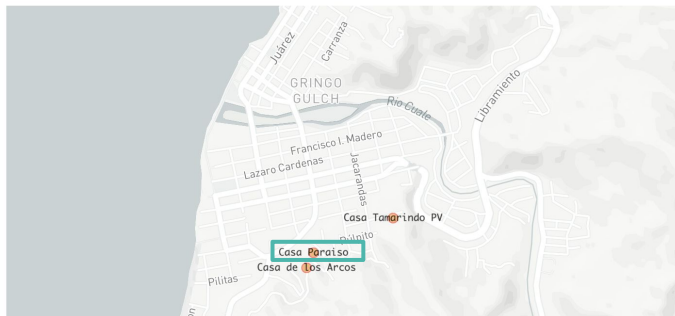 Juárez
Carranza
GRINGO
GULCH
Rio Cuale
Libramiento
Francisco I. Madero
Lazaro Cardenas
Jacarandas
Casa Tamarindo PV
Púlpito
Casa Paraiso
Casa de los Arcos
Pilitas